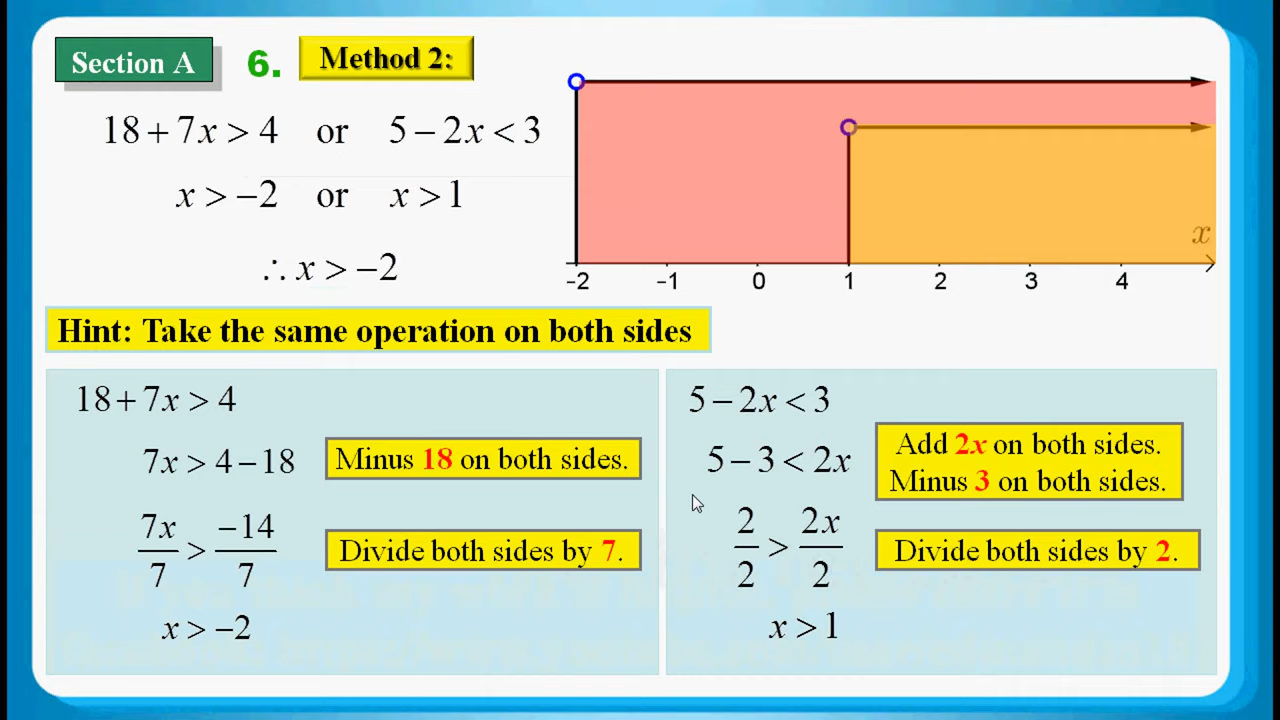 Section A 6. Method 2:
18 + 7x > 4 or 5 − 2x < 3
x > −2 or x > 1
∴ x > −2
x
−2 −1 0 1 2 3 4
Hint: Take the same operation on both sides
18 + 7x > 4
7x > 4 − 18 Minus 18 on both sides.
7x/7 > −14/7 Divide both sides by 7.
x > −2
5 − 2x < 3
5 − 3 < 2x Add 2x on both sides.
Minus 3 on both sides.
2/2 > 2x/2 Divide both sides by 2.
x > 1